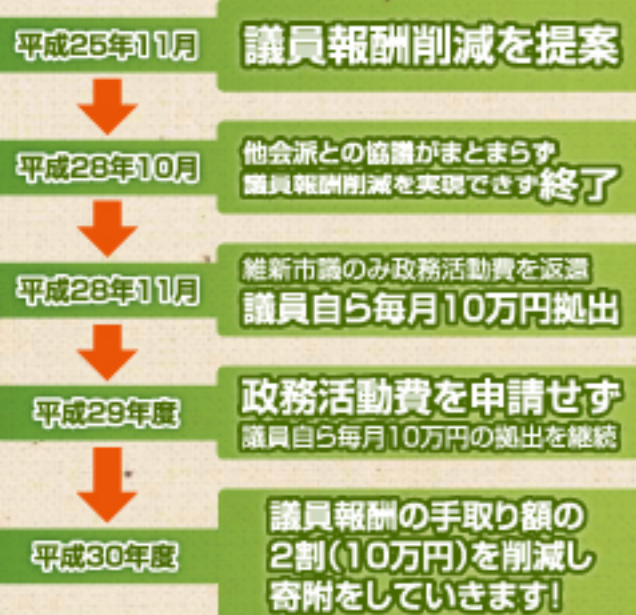 平成25年11月
議員報酬削減を提案
平成28年10月
他会派との協議がまとまらず
議員報酬削減を実現できず終了
平成28年11月
維新市議のみ政務活動費を返還
議員自ら毎月10万円拠出
平成29年度
政務活動費を申請せず
議員自ら毎月10万円の拠出を継続
平成30年度
議員報酬の手取り額の
2割(10万円)を削減し
寄附をしていきます!